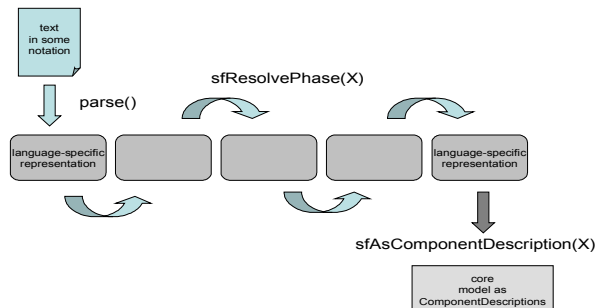 text
in some
notation
sfResolvePhase(X)
parse()
language-specific
representation
language-specific
representation
sfAsComponentDescription(X)
core
model as
ComponentDescriptions